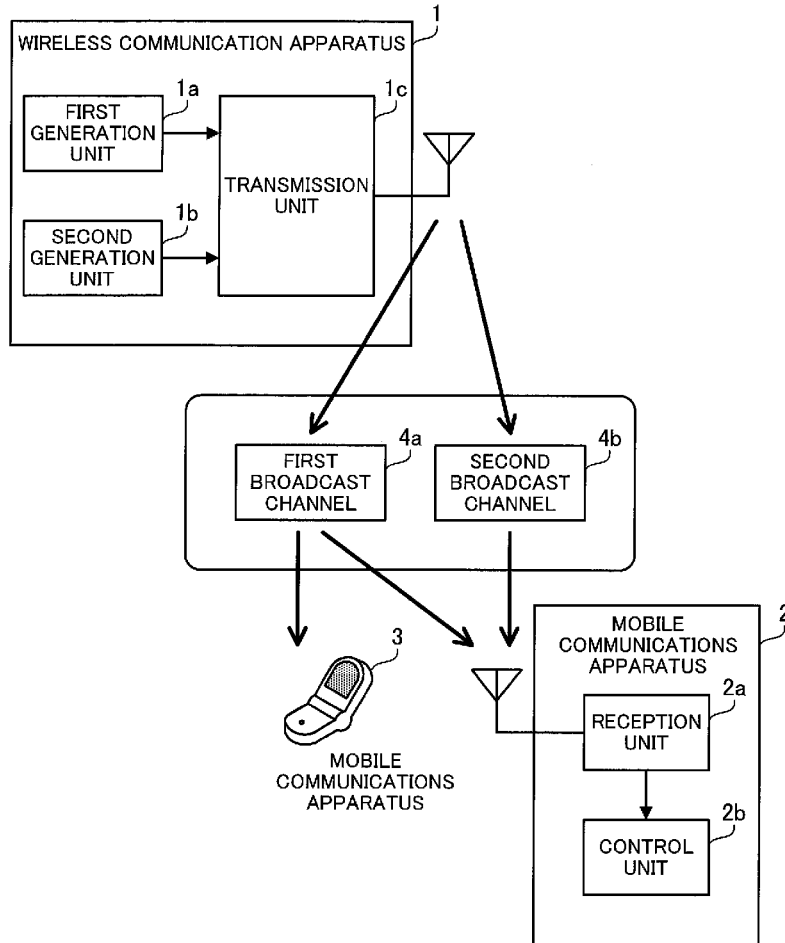 1
WIRELESS COMMUNICATION APPARATUS
1a
1c
FIRST
GENERATION
UNIT
TRANSMISSION
UNIT
1b
SECOND
GENERATION
UNIT
4a
4b
FIRST
BROADCAST
CHANNEL
SECOND
BROADCAST
CHANNEL
2
MOBILE
COMMUNICATIONS
APPARATUS
3
2a
RECEPTION
UNIT
MOBILE
COMMUNICATIONS
APPARATUS
2b
CONTROL
UNIT